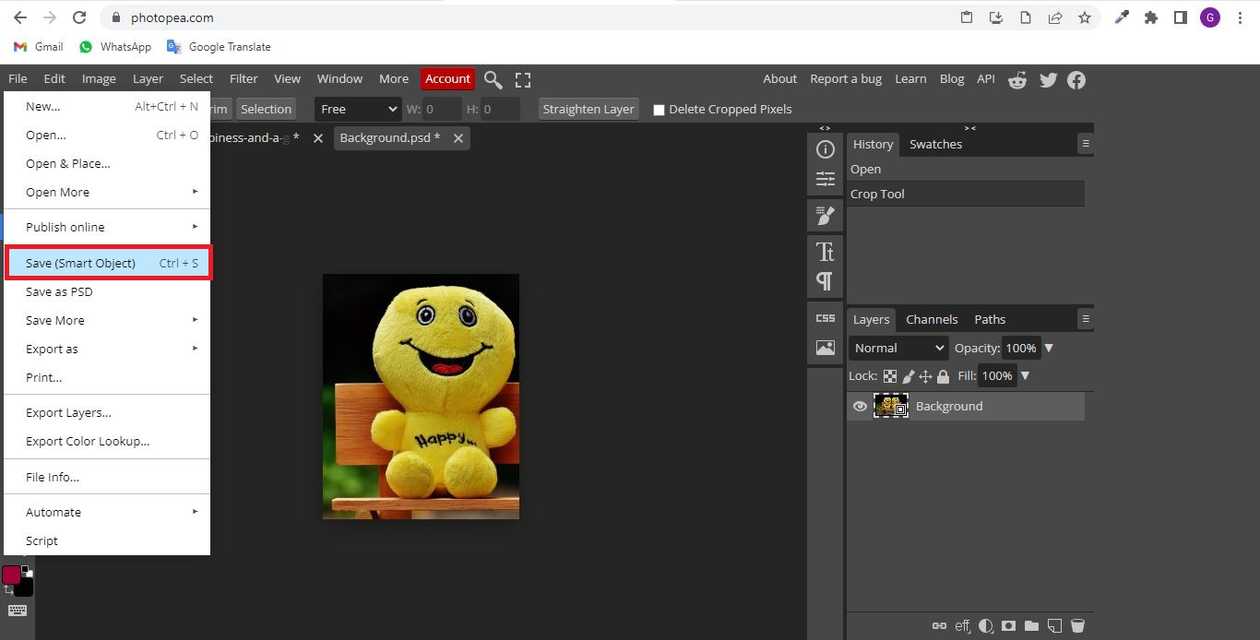 photopea.com
G
Gmail WhatsApp Google Translate
File Edit Image Layer Select Filter View Window More Account About Report a bug Learn Blog API
Selection Free W: 0 H: 0 Straighten Layer Delete Cropped Pixels
piness-and-a-g * Background.psd *
New... Alt+Ctrl + N
Open... Ctrl + O
Open & Place...
Open More
Publish online
Save (Smart Object) Ctrl + S
Save as PSD
Save More
Export as
Print...
Export Layers...
Export Color Lookup...
File Info...
Automate
Script
Happy...
CSS
History Swatches
Open
Crop Tool
Layers Channels Paths
Normal Opacity: 100%
Lock: Fill: 100%
Background
eff